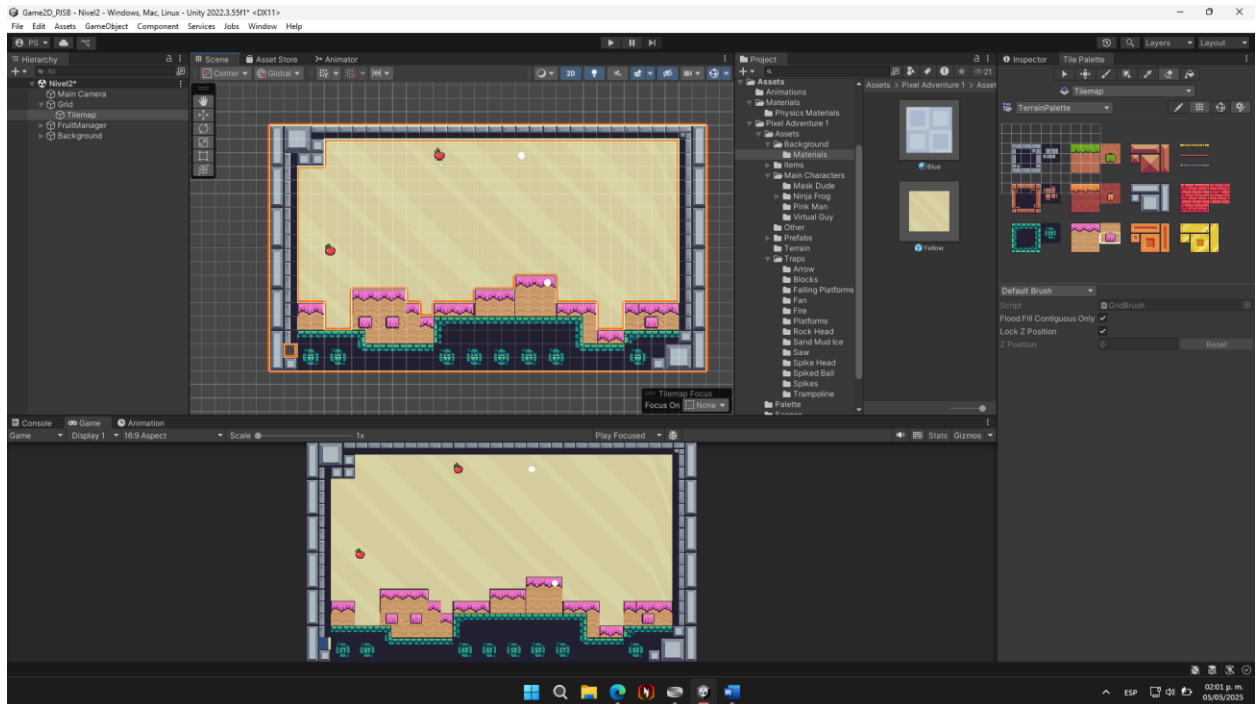 Game2D_PJSB - Nivel2 - Windows, Mac, Linux - Unity 2022.3.55f1* <DX11>
File Edit Assets GameObject Component Services Jobs Window Help
PS
Layers Layout
Hierarchy
All
Nivel2*
Main Camera
Grid
Tilemap
FruitManager
Background
Scene Asset Store Animator
Center Global 2D
Tilemap Focus
Focus On None
Project
21
Assets
Animations
Materials
Physics Materials
Pixel Adventure 1
Assets
Background
Materials
Items
Main Characters
Mask Dude
Ninja Frog
Pink Man
Virtual Guy
Other
Prefabs
Terrain
Traps
Arrow
Blocks
Falling Platforms
Fan
Fire
Platforms
Rock Head
Sand Mud Ice
Saw
Spike Head
Spiked Ball
Spikes
Trampoline
Palette
Scenes
Assets > Pixel Adventure 1 > Asset
Blue
Yellow
Inspector Tile Palette
Tilemap
TerrainPalette
Default Brush
Script GridBrush
Flood Fill Contiguous Only
Lock Z Position
Z Position 0 Reset
Console Game Animation
Game Display 1 16:9 Aspect Scale 1x Play Focused Stats Gizmos
ESP
02:01 p. m.
05/05/2025